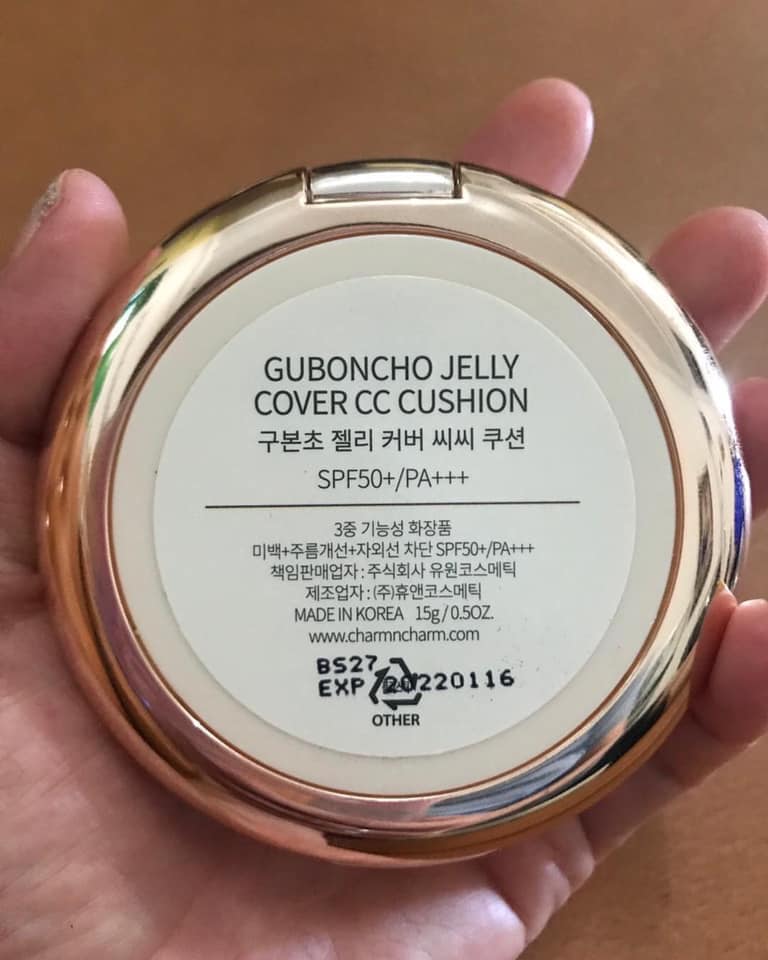 GUBONCHO JELLY
COVER CC CUSHION
구본초 젤리 커버 씨씨 쿠션
SPF50+/PA+++
3중 기능성 화장품
미백+주름개선+자외선 차단 SPF50+/PA+++
책임판매업자 : 주식회사 유원코스메틱
제조업자 : (주)휴앤코스메틱
MADE IN KOREA 15g / 0.5OZ.
www.charmncharm.com
BS27
EXP 20220116
OTHER